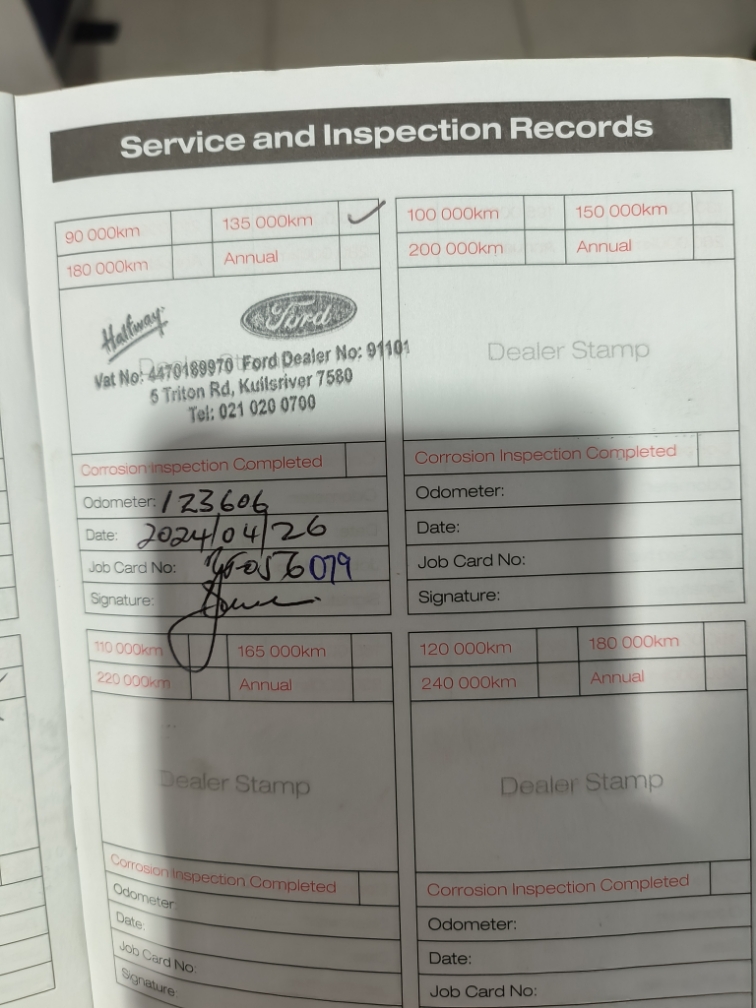 Service and Inspection Records
90 000km 135 000km ✓
180 000km Annual
Halfway Ford
Vat No: 4470189970 Ford Dealer No: 91101
5 Triton Rd, Kuilsriver 7580
Tel: 021 020 0700
Corrosion Inspection Completed
Odometer: 123606
Date: 2024/04/26
Job Card No:
Signature:
100 000km 150 000km
200 000km Annual
Dealer Stamp
Corrosion Inspection Completed
Odometer:
Date:
Job Card No:
Signature:
110 000km 165 000km
220 000km Annual
Dealer Stamp
Corrosion Inspection Completed
Odometer:
Date:
Job Card No:
Signature:
120 000km 180 000km
240 000km Annual
Dealer Stamp
Corrosion Inspection Completed
Odometer:
Date:
Job Card No: